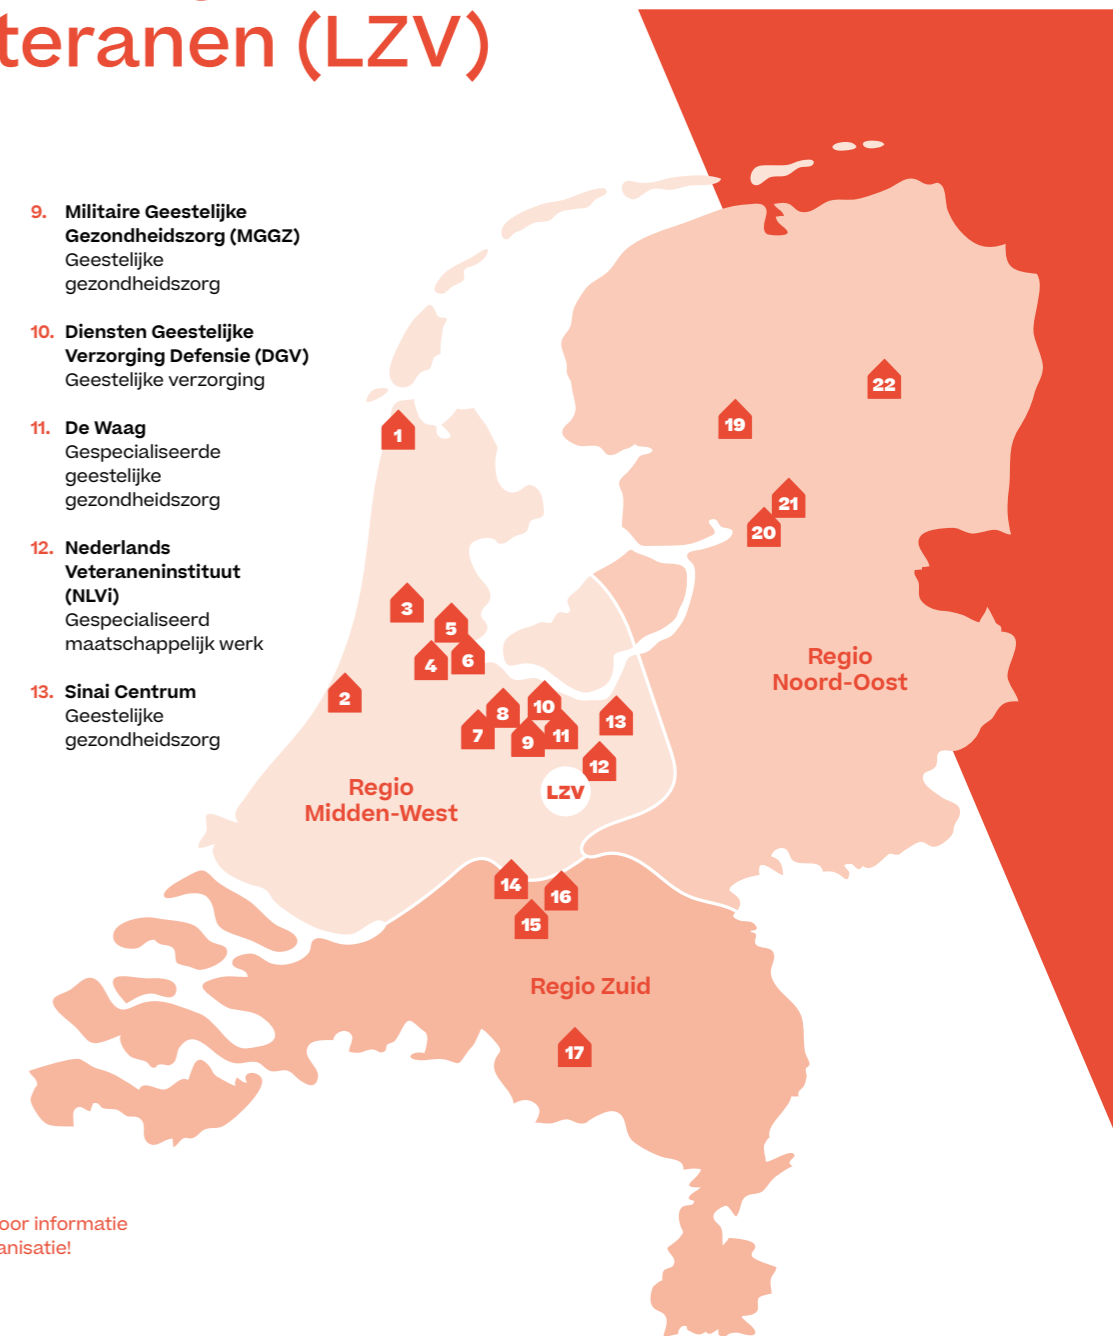 teranen (LZV)
9. Militaire Geestelijke
Gezondheidszorg (MGGZ)
Geestelijke
gezondheidszorg
10. Diensten Geestelijke
Verzorging Defensie (DGV)
Geestelijke verzorging
11. De Waag
Gespecialiseerde
geestelijke
gezondheidszorg
12. Nederlands
Veteraneninstituut
(NLVi)
Gespecialiseerd
maatschappelijk werk
13. Sinai Centrum
Geestelijke
gezondheidszorg
oor informatie
anisatie!
22
19
1
21
20
3
5
4
6
Regio
Noord-Oost
2
8
10
13
7
9
11
12
LZV
Regio
Midden-West
14
16
15
Regio Zuid
17